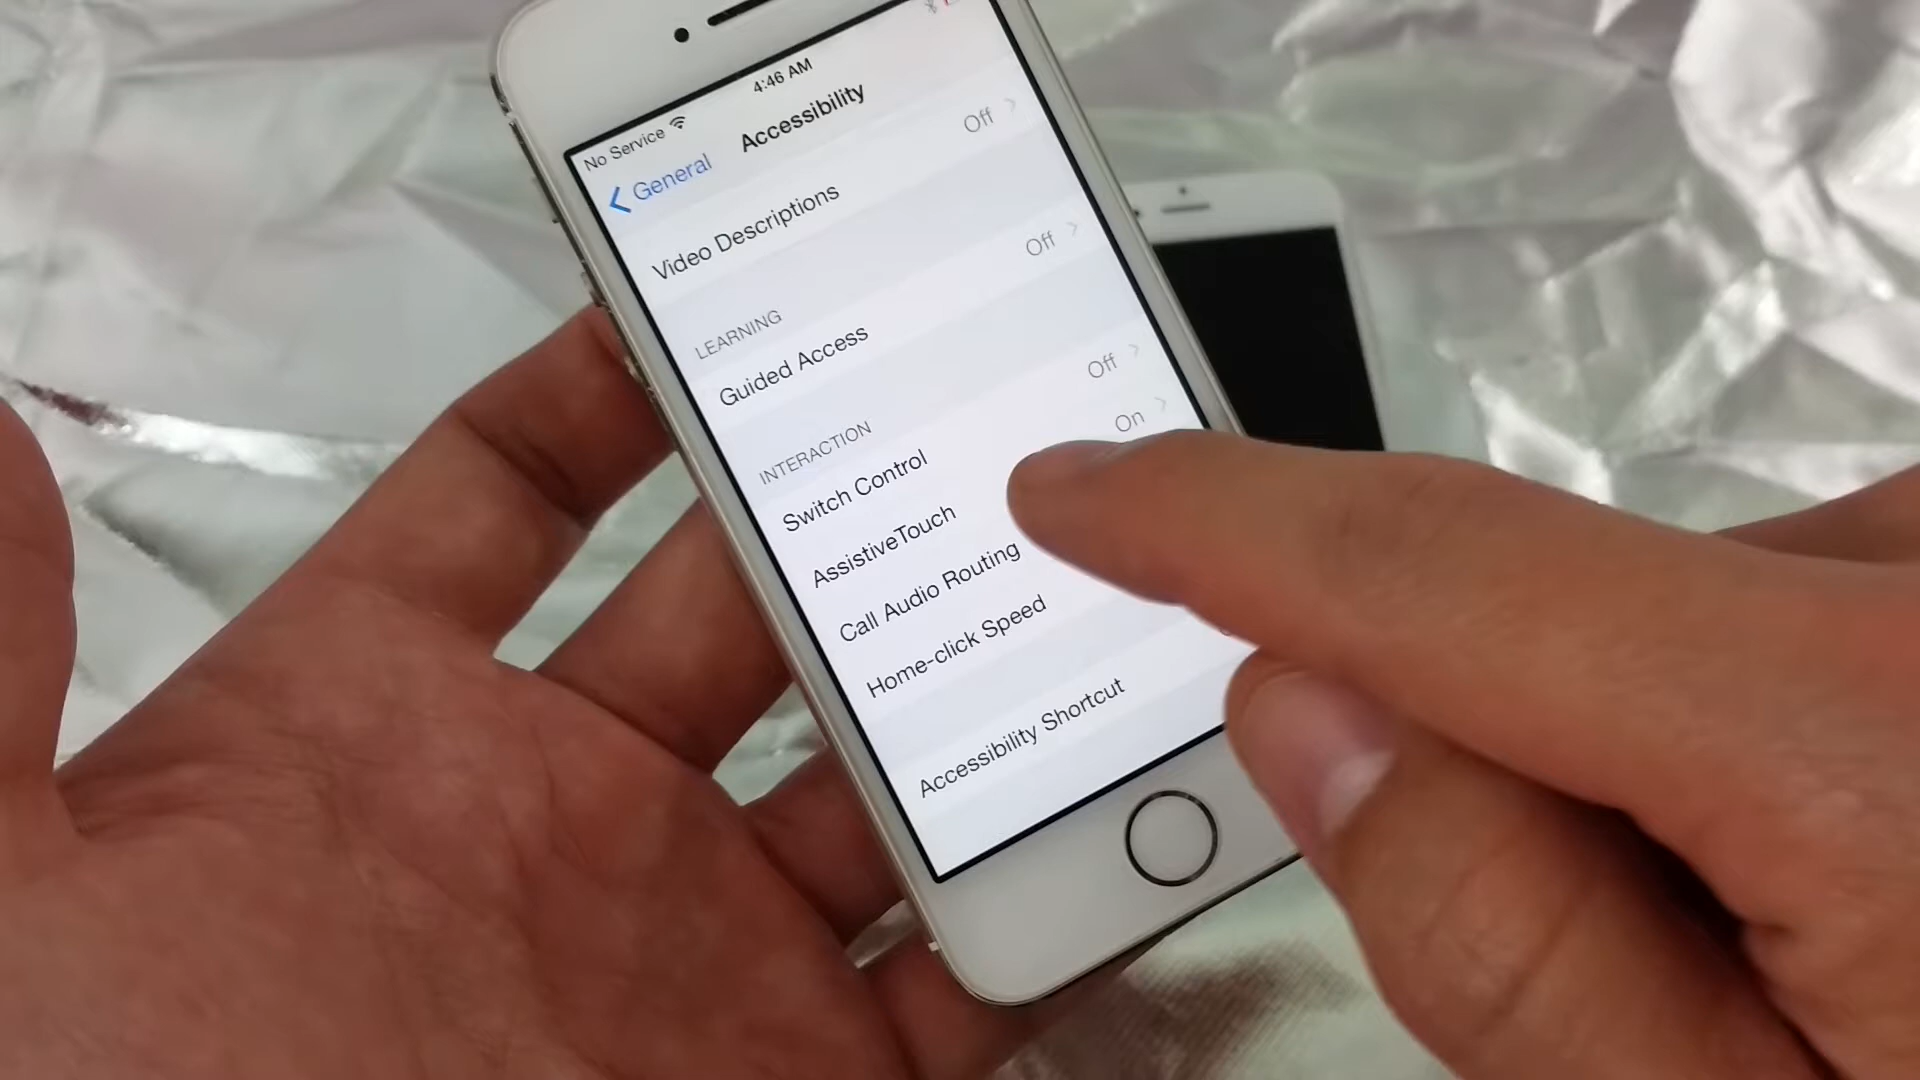 No Service 4:46 AM
General Accessibility
Video Descriptions Off
LEARNING
Guided Access Off
INTERACTION
Switch Control Off
AssistiveTouch On
Call Audio Routing
Home-click Speed
Accessibility Shortcut